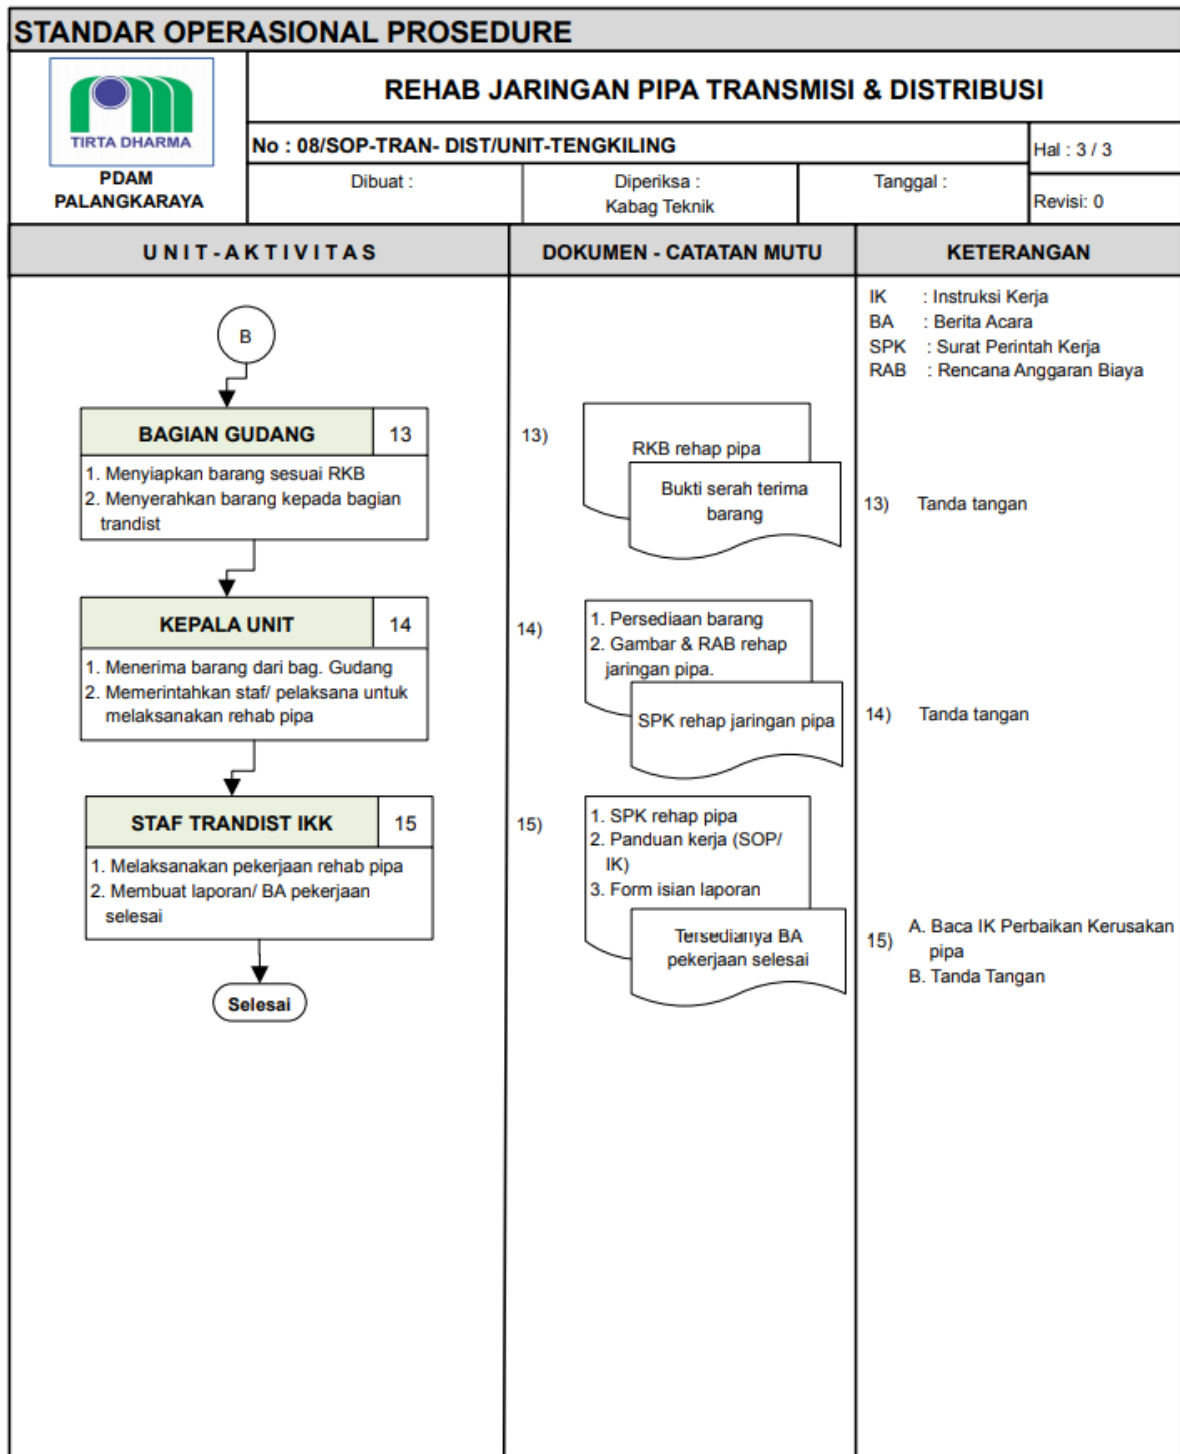 STANDAR OPERASIONAL PROSEDURE
TIRTA DHARMA
PDAM
PALANGKARAYA
REHAB JARINGAN PIPA TRANSMISI & DISTRIBUSI
No : 08/SOP-TRAN- DIST/UNIT-TENGKILING
Hal : 3 / 3
Dibuat :
Diperiksa :
Kabag Teknik
Tanggal :
Revisi: 0
U N I T - A K T I V I T A S
DOKUMEN - CATATAN MUTU
KETERANGAN
IK : Instruksi Kerja
BA : Berita Acara
SPK : Surat Perintah Kerja
RAB : Rencana Anggaran Biaya
B
BAGIAN GUDANG 13
1. Menyiapkan barang sesuai RKB
2. Menyerahkan barang kepada bagian
trandist
13)
RKB rehap pipa
Bukti serah terima
barang
13) Tanda tangan
KEPALA UNIT 14
1. Menerima barang dari bag. Gudang
2. Memerintahkan staf/ pelaksana untuk
melaksanakan rehab pipa
14)
1. Persediaan barang
2. Gambar & RAB rehap
jaringan pipa.
SPK rehap jaringan pipa
14) Tanda tangan
STAF TRANDIST IKK 15
1. Melaksanakan pekerjaan rehab pipa
2. Membuat laporan/ BA pekerjaan
selesai
15)
1. SPK rehap pipa
2. Panduan kerja (SOP/
IK)
3. Form isian laporan
Tersedianya BA
pekerjaan selesai
15) A. Baca IK Perbaikan Kerusakan
pipa
B. Tanda Tangan
Selesai